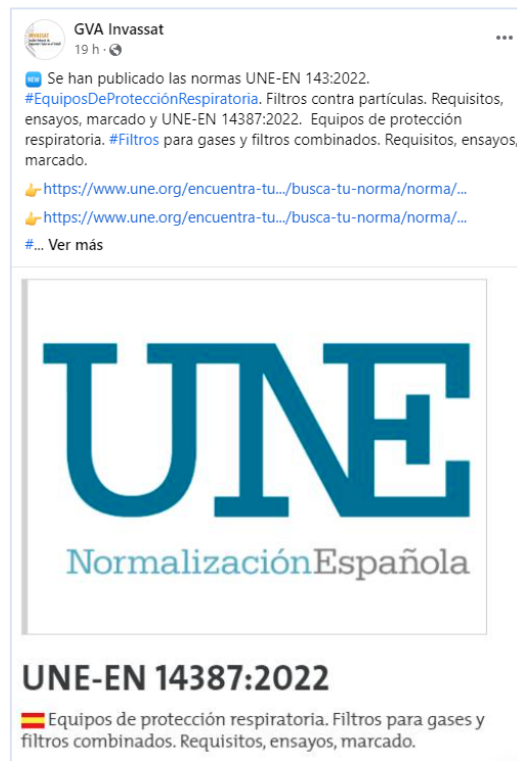 GVA Invassat
19 h ·
NEW Se han publicado las normas UNE-EN 143:2022.
#EquiposDeProtecciónRespiratoria. Filtros contra partículas. Requisitos,
ensayos, marcado y UNE-EN 14387:2022. Equipos de protección
respiratoria. #Filtros para gases y filtros combinados. Requisitos, ensayos,
marcado.
👉https://www.une.org/encuentra-tu.../busca-tu-norma/norma/...
👉https://www.une.org/encuentra-tu.../busca-tu-norma/norma/...
#... Ver más
UNE
NormalizaciónEspañola
UNE-EN 14387:2022
Equipos de protección respiratoria. Filtros para gases y
filtros combinados. Requisitos, ensayos, marcado.